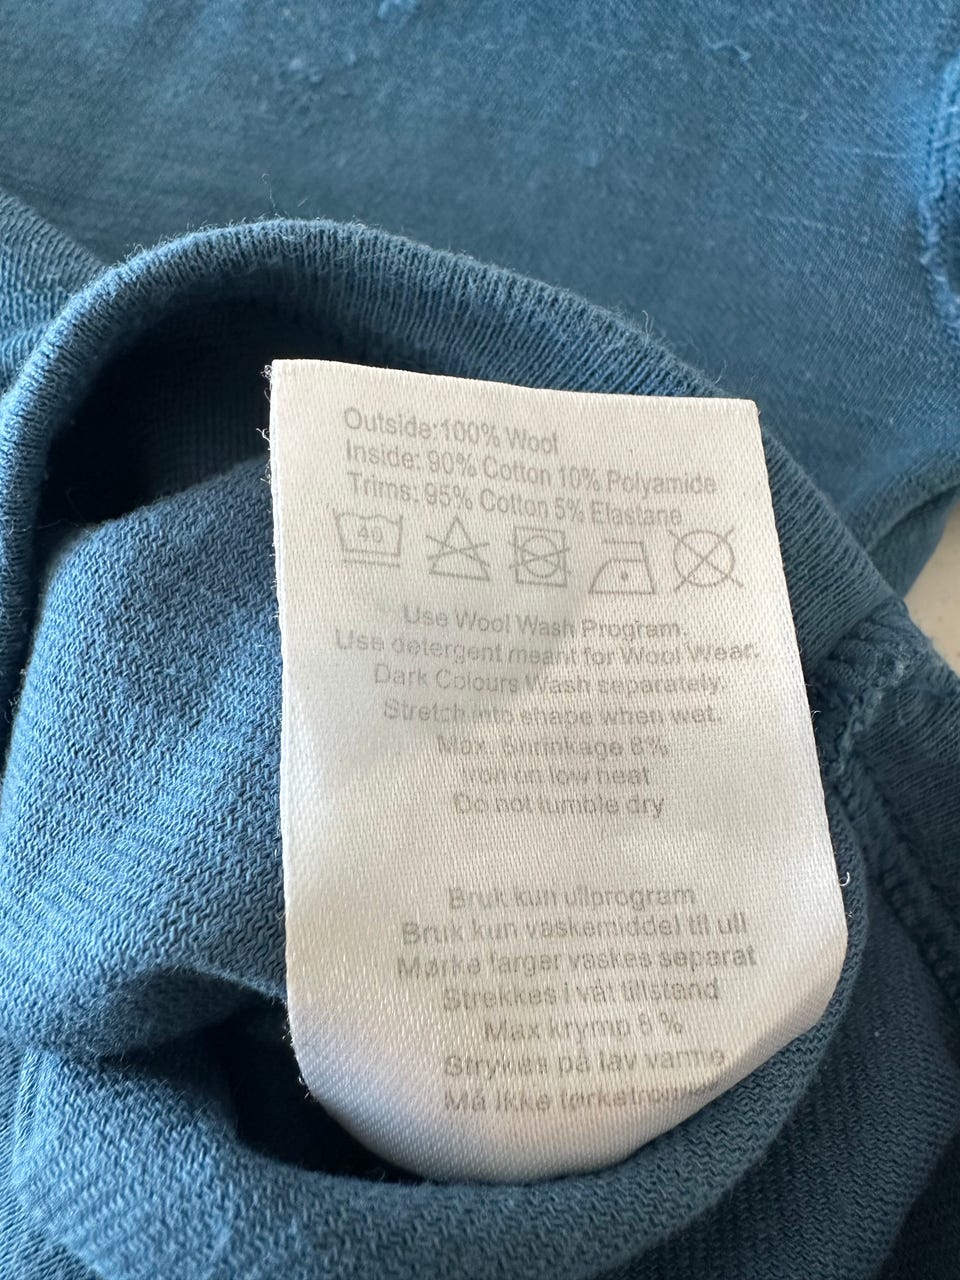 Outside:100% Wool
Inside: 90% Cotton 10% Polyamide
Trims: 95% Cotton 5% Elastane
40
Use Wool Wash Program.
Use detergent meant for Wool Wear.
Dark Colours Wash separately.
Stretch into shape when wet.
Max. Shrinkage 8%
Iron on low heat
Do not tumble dry
Bruk kun ullprogram
Bruk kun vaskemiddel til ull
Mørke farger vaskes separat
Strekkes i våt tilstand
Max krymp 8 %
Strykes på lav varme
Må ikke